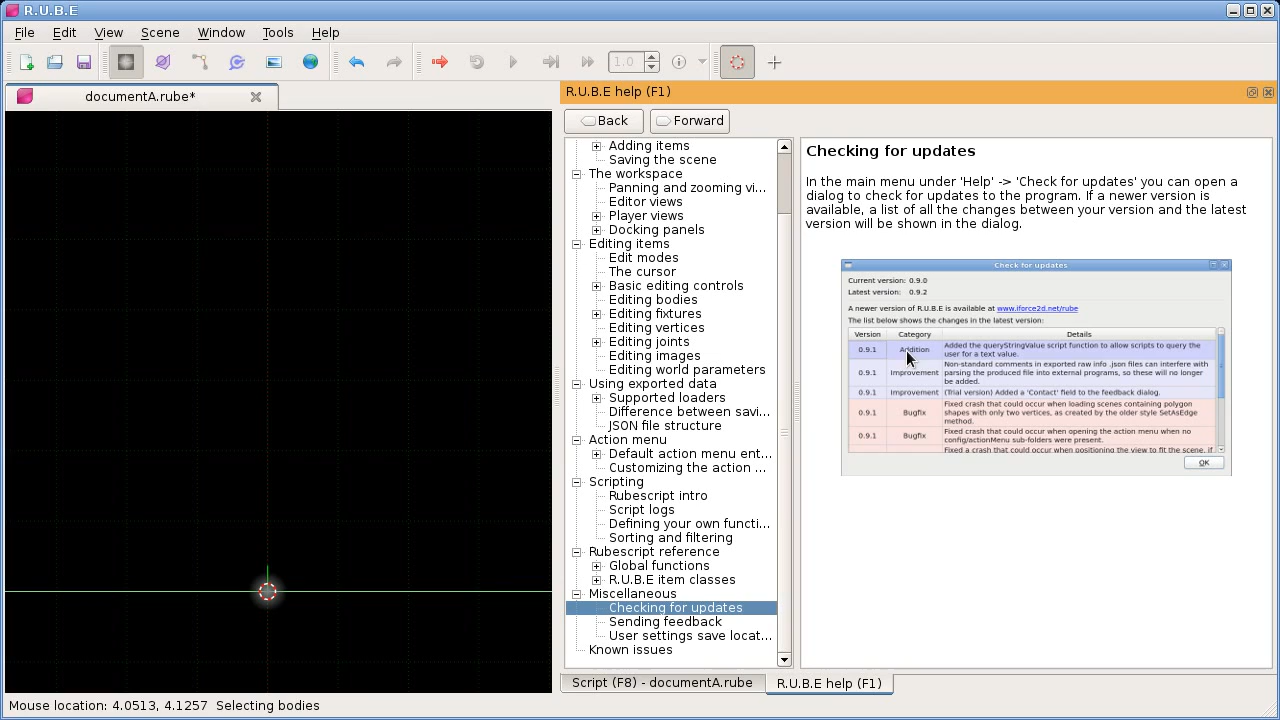 R.U.B.E
File Edit View Scene Window Tools Help
1.0
documentA.rube*
R.U.B.E help (F1)
Back Forward
Adding items
Saving the scene
The workspace
Panning and zooming vi...
Editor views
Player views
Docking panels
Editing items
Edit modes
The cursor
Basic editing controls
Editing bodies
Editing fixtures
Editing vertices
Editing joints
Editing images
Editing world parameters
Using exported data
Supported loaders
Difference between savi...
JSON file structure
Action menu
Default action menu ent...
Customizing the action ...
Scripting
Rubescript intro
Script logs
Defining your own functi...
Sorting and filtering
Rubescript reference
Global functions
R.U.B.E item classes
Miscellaneous
Checking for updates
Sending feedback
User settings save locat...
Known issues
Checking for updates
In the main menu under 'Help' -> 'Check for updates' you can open a
dialog to check for updates to the program. If a newer version is
available, a list of all the changes between your version and the latest
version will be shown in the dialog.
Check for updates
Current version: 0.9.0
Latest version: 0.9.2
A newer version of R.U.B.E is available at www.iforce2d.net/rube
The list below shows the changes in the latest version:
Version Category Details
0.9.1 Addition Added the queryStringValue script function to allow scripts to query the
user for a text value.
0.9.1 Improvement Non-standard comments in exported raw info .json files can interfere with
parsing the produced file into external programs, so these will no longer
be added.
0.9.1 Improvement (Trial version) Added a 'Contact' field to the feedback dialog.
0.9.1 Bugfix Fixed crash that could occur when loading scenes containing polygon
shapes with only two vertices, as created by the older style SetAsEdge
method.
0.9.1 Bugfix Fixed crash that could occur when opening the action menu when no
config/actionMenu sub-folders were present.
Fixed a crash that could occur when positioning the view to fit the scene, if
OK
Script (F8) - documentA.rube R.U.B.E help (F1)
Mouse location: 4.0513, 4.1257 Selecting bodies